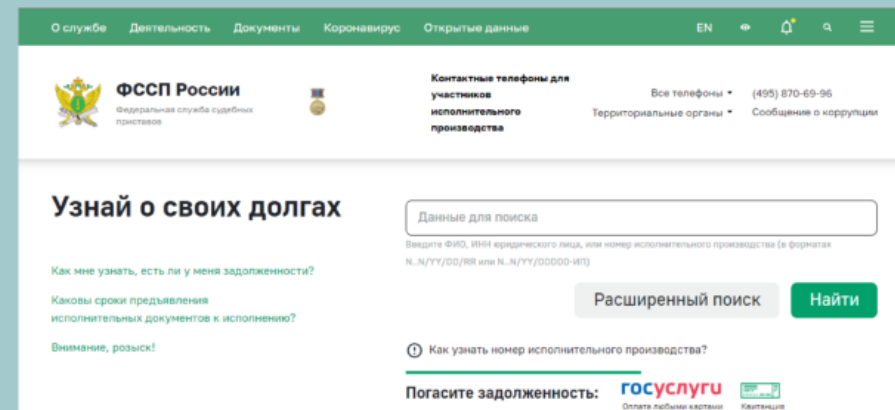 О службе Деятельность Документы Коронавирус Открытые данные EN
ФССП России
Федеральная служба судебных
приставов
Контактные телефоны для
участников
исполнительного
производства
Все телефоны
Территориальные органы
(495) 870-69-96
Сообщение о коррупции
Узнай о своих долгах
Как мне узнать, есть ли у меня задолженности?
Каковы сроки предъявления
исполнительных документов к исполнению?
Внимание, розыск!
Данные для поиска
Введите ФИО, ИНН юридического лица, или номер исполнительного производства (в форматах
N...N/YY/DD/RR или N...N/YY/DDDDD-ИП)
Расширенный поиск Найти
Как узнать номер исполнительного производства?
Погасите задолженность: госуслуги
Оплата любыми картами Квитанция